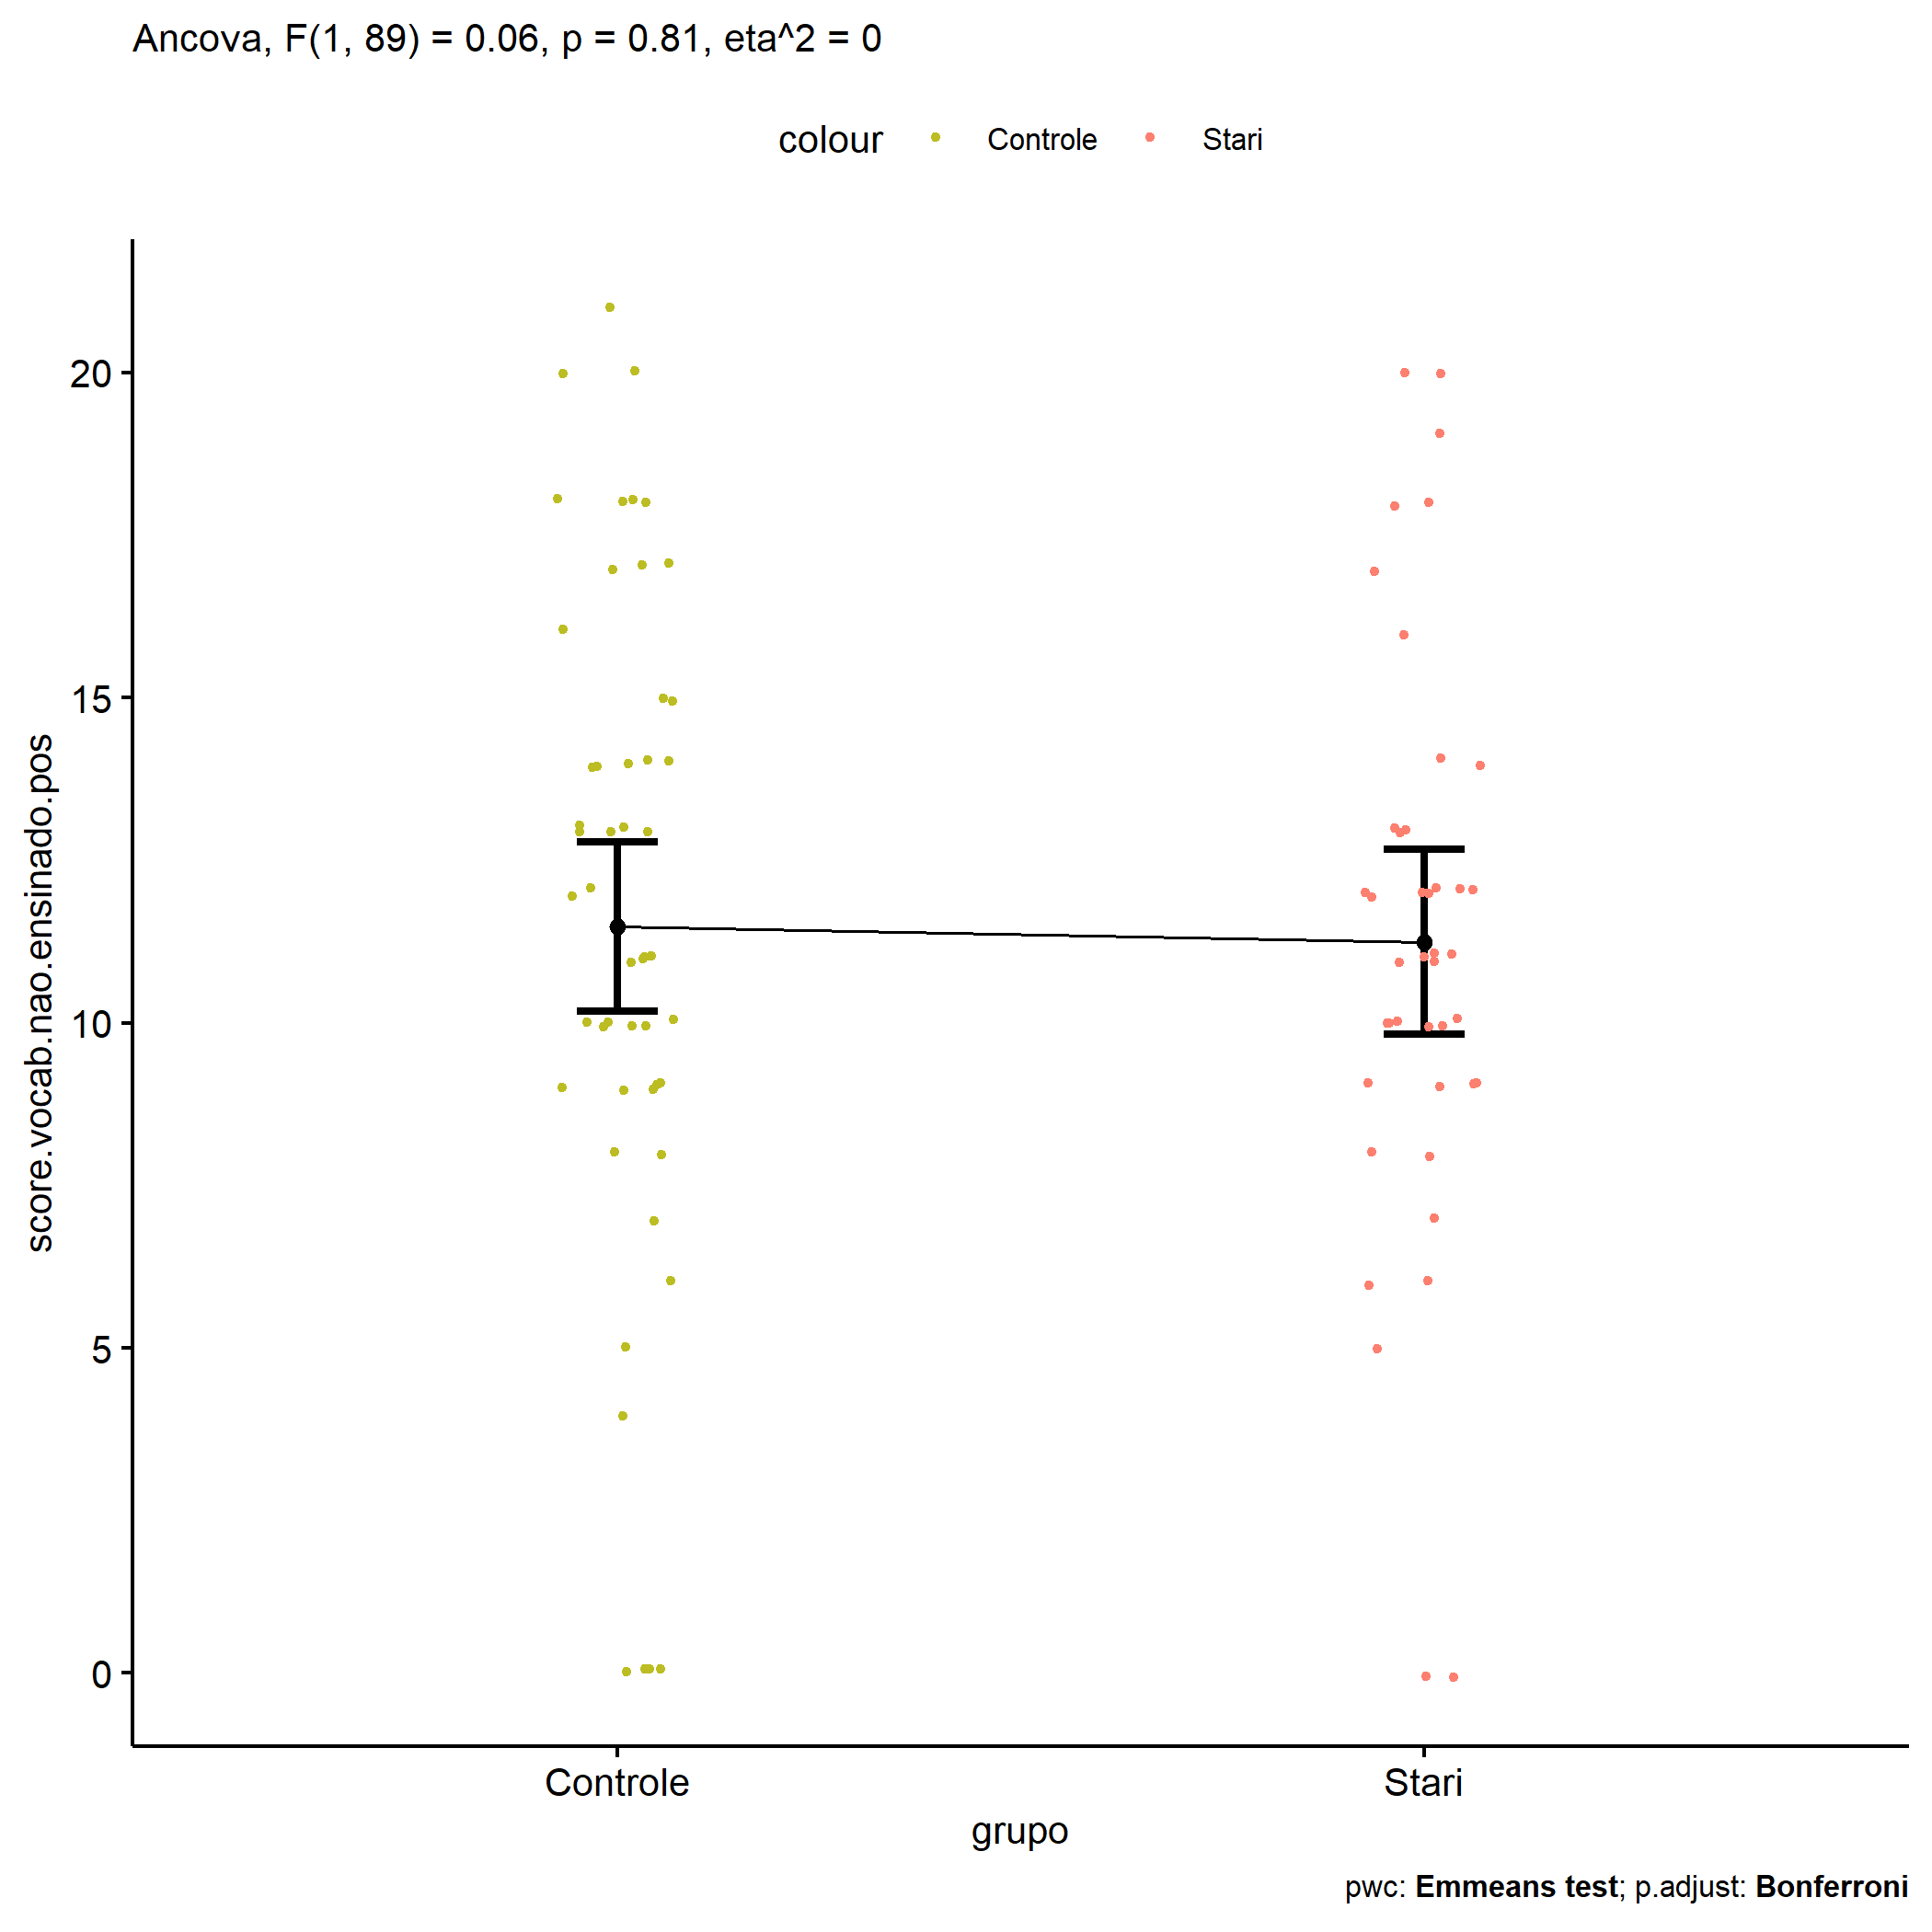 Ancova, F(1, 89) = 0.06, p = 0.81, eta^2 = 0
colour Controle Stari
score.vocab.nao.ensinado.pos
20
15
10
5
0
Controle Stari
grupo
pwc: Emmeans test; p.adjust: Bonferroni